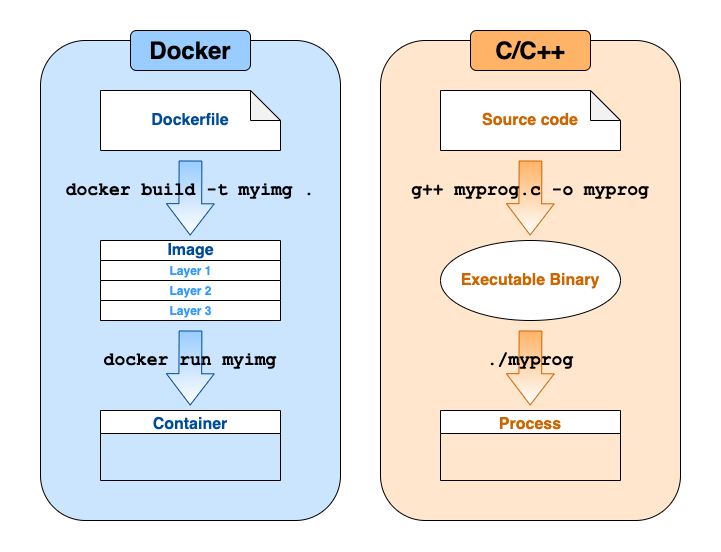 Docker
Dockerfile
docker build -t myimg .
Image
Layer 1
Layer 2
Layer 3
docker run myimg
Container
C/C++
Source code
g++ myprog.c -o myprog
Executable Binary
./myprog
Process